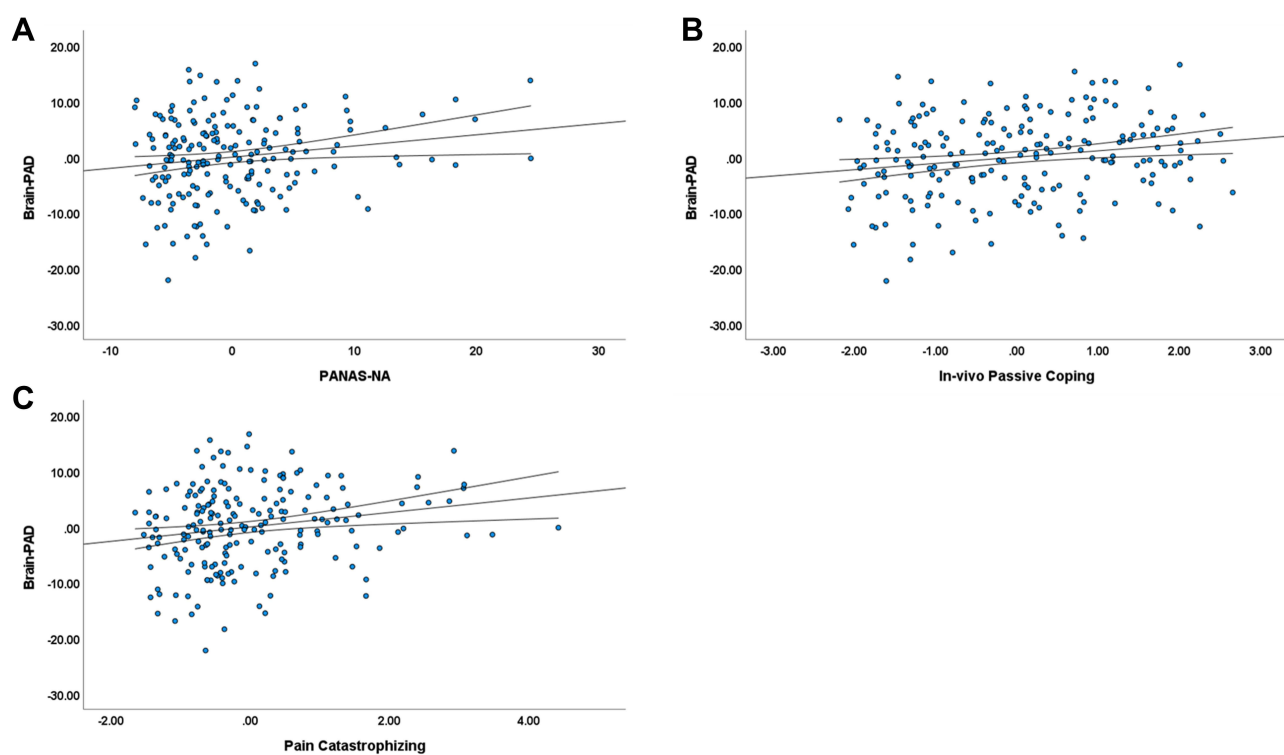 A
Brain-PAD
20.00
10.00
.00
-10.00
-20.00
-30.00
-10 0 10 20 30
PANAS-NA
B
Brain-PAD
20.00
10.00
.00
-10.00
-20.00
-30.00
-3.00 -2.00 -1.00 .00 1.00 2.00 3.00
In-vivo Passive Coping
C
Brain-PAD
20.00
10.00
.00
-10.00
-20.00
-30.00
-2.00 .00 2.00 4.00
Pain Catastrophizing